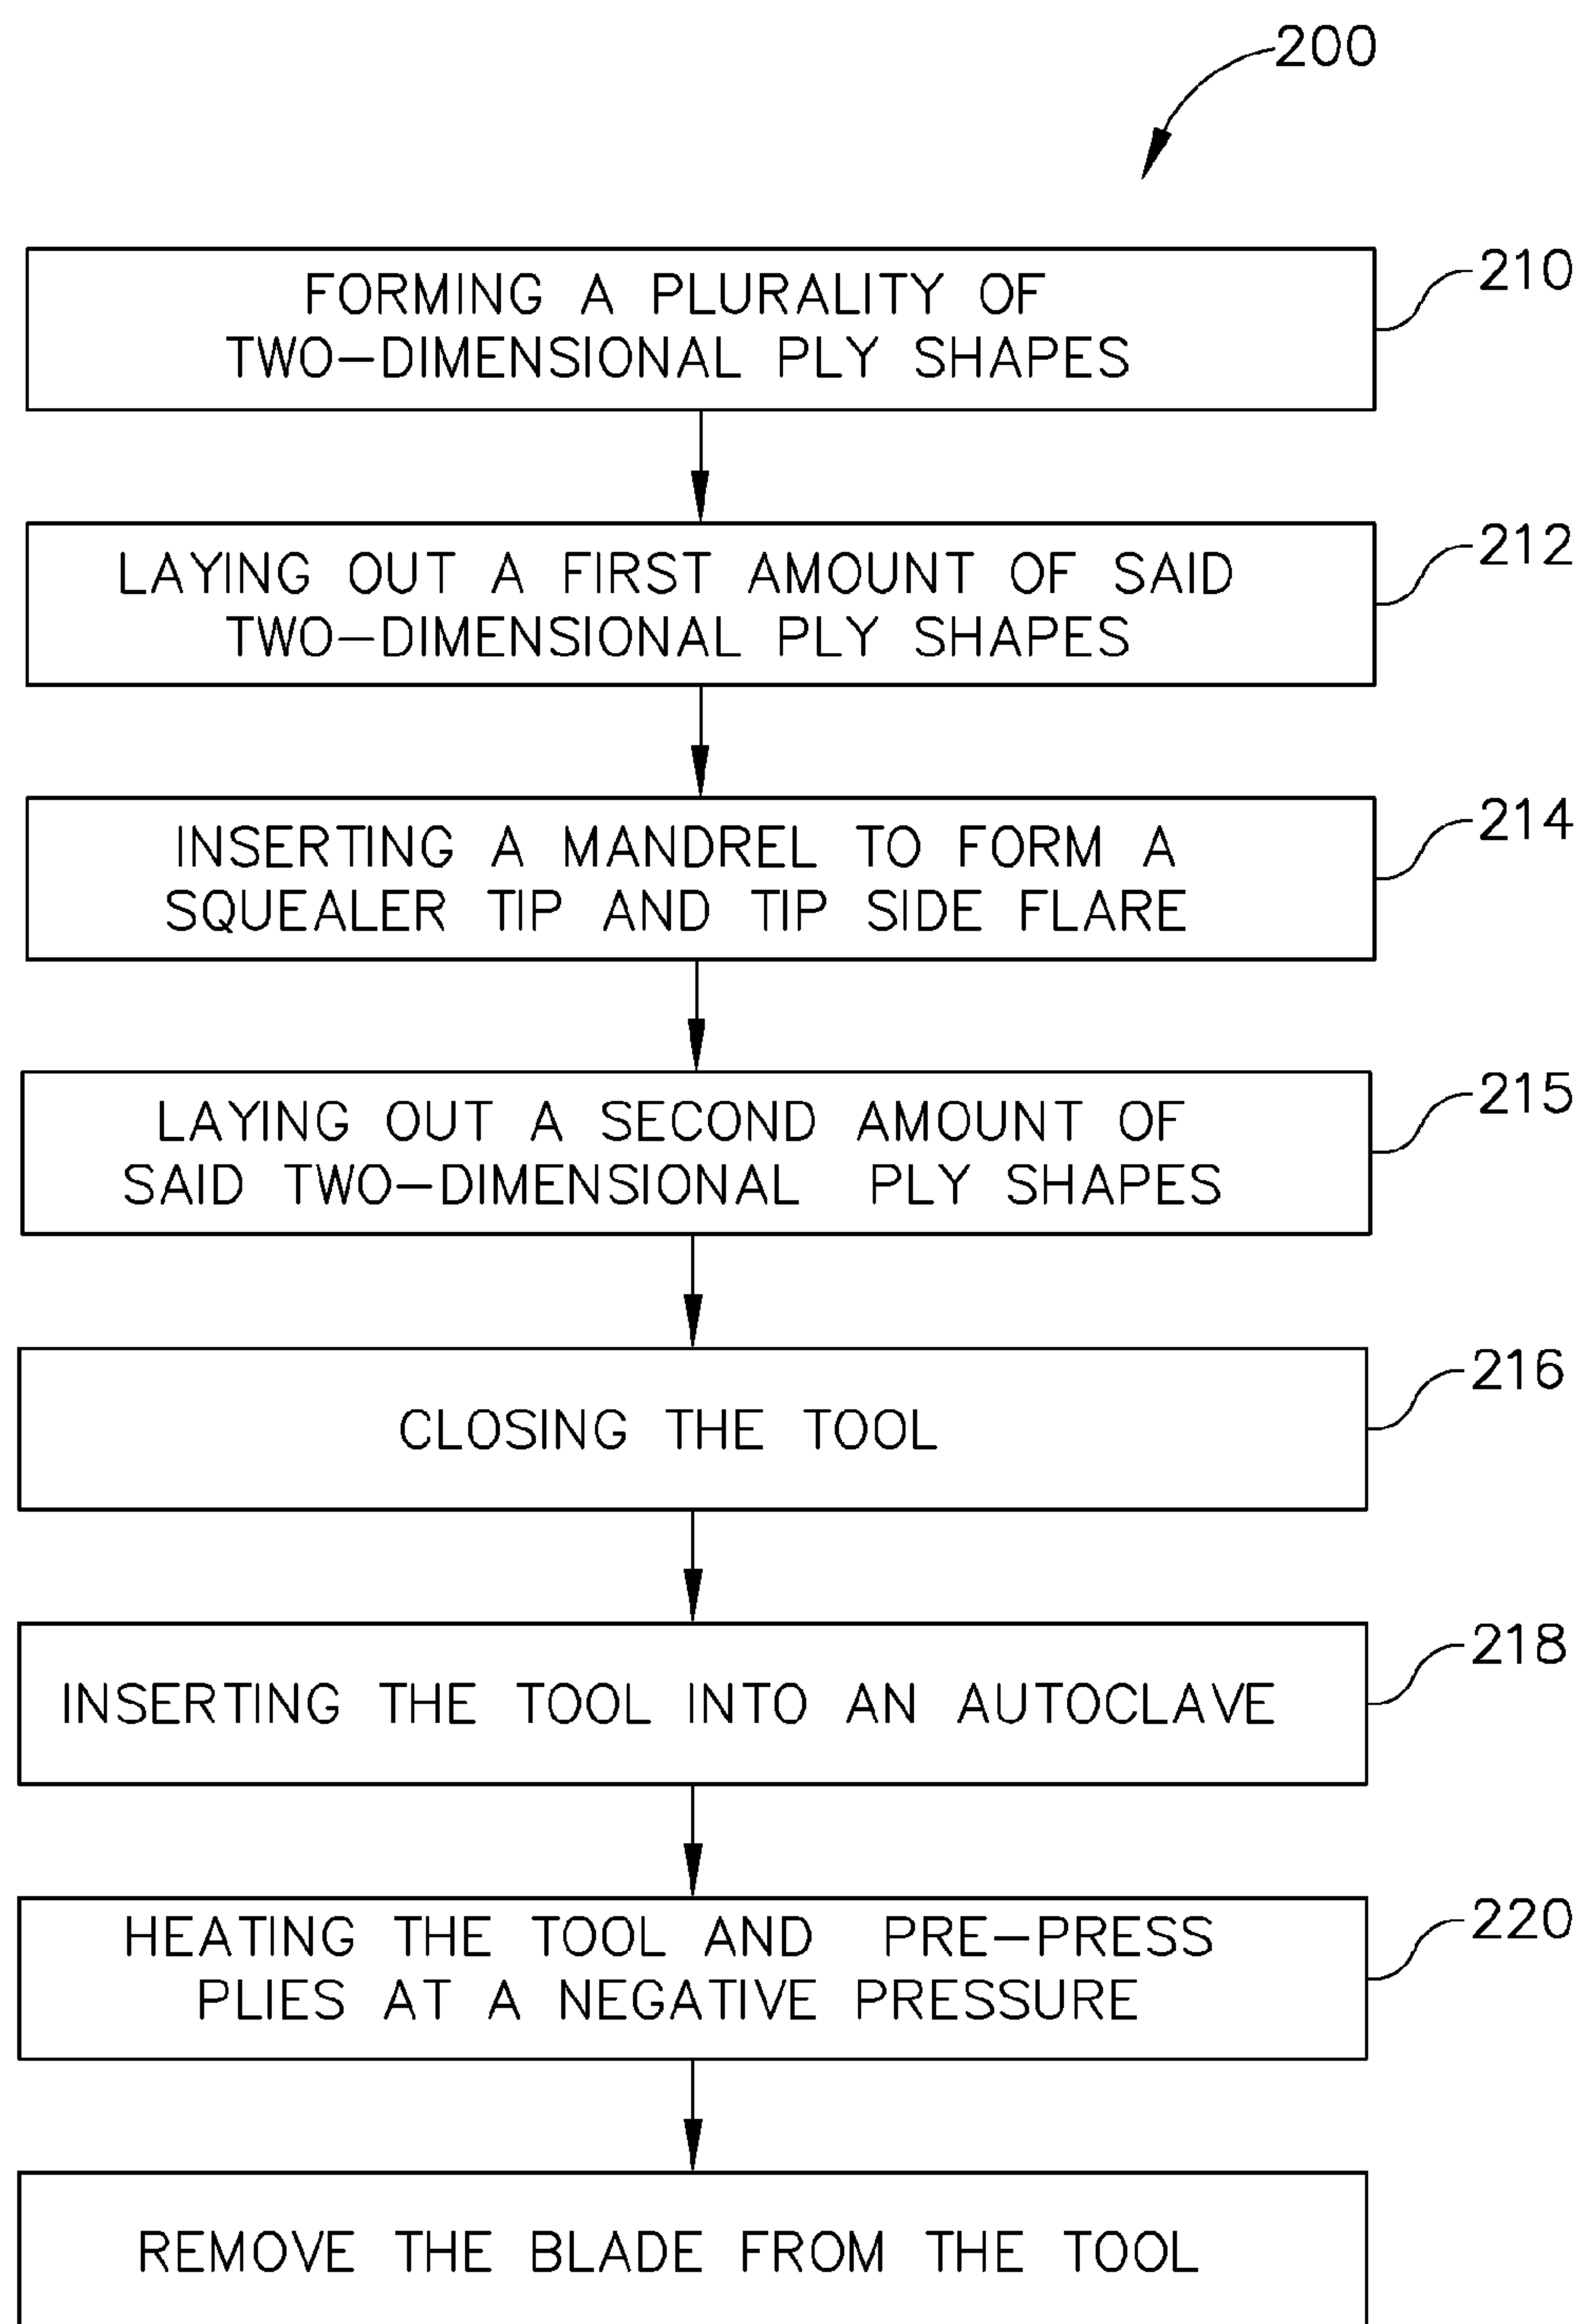 200
FORMING A PLURALITY OF
TWO-DIMENSIONAL PLY SHAPES
210
LAYING OUT A FIRST AMOUNT OF SAID
TWO-DIMENSIONAL PLY SHAPES
212
INSERTING A MANDREL TO FORM A
SQUEALER TIP AND TIP SIDE FLARE
214
LAYING OUT A SECOND AMOUNT OF
SAID TWO-DIMENSIONAL PLY SHAPES
215
CLOSING THE TOOL
216
INSERTING THE TOOL INTO AN AUTOCLAVE
218
HEATING THE TOOL AND PRE-PRESS
PLIES AT A NEGATIVE PRESSURE
220
REMOVE THE BLADE FROM THE TOOL